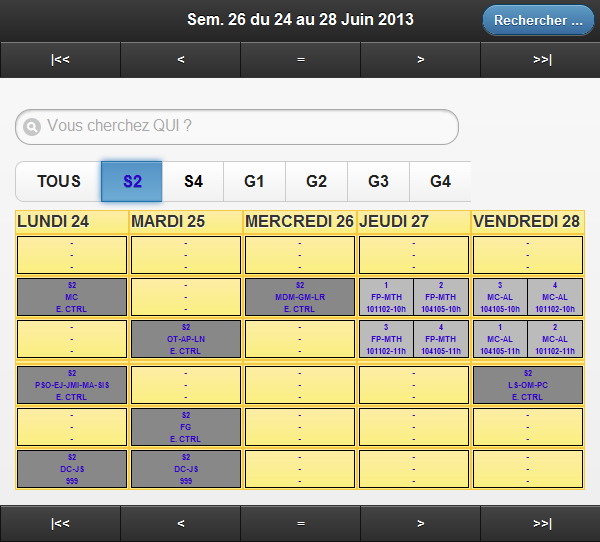 Sem. 26 du 24 au 28 Juin 2013
Rechercher ...
|<< < = > >>|
Vous cherchez QUI ?
TOUS S2 S4 G1 G2 G3 G4
LUNDI 24 MARDI 25 MERCREDI 26 JEUDI 27 VENDREDI 28
- - - - -
- - - - -
- - - - -
S2 - S2 1 2 3 4
MC - MDM-GM-LR FP-MTH FP-MTH MC-AL MC-AL
E. CTRL - E. CTRL 101102-10h 104105-10h 104105-10h 101102-10h
- S2 - 3 4 1 2
- OT-AP-LN - FP-MTH FP-MTH MC-AL MC-AL
- E. CTRL - 101102-11h 104105-11h 104105-11h 101102-11h
S2 - - - S2
PSO-EJ-JMI-MA-SIS - - - LS-OM-PC
E. CTRL - - - E. CTRL
- S2 - - -
- FG - - -
- E. CTRL - - -
S2 S2 - - -
DC-JS DC-JS - - -
999 999 - - -
|<< < = > >>|